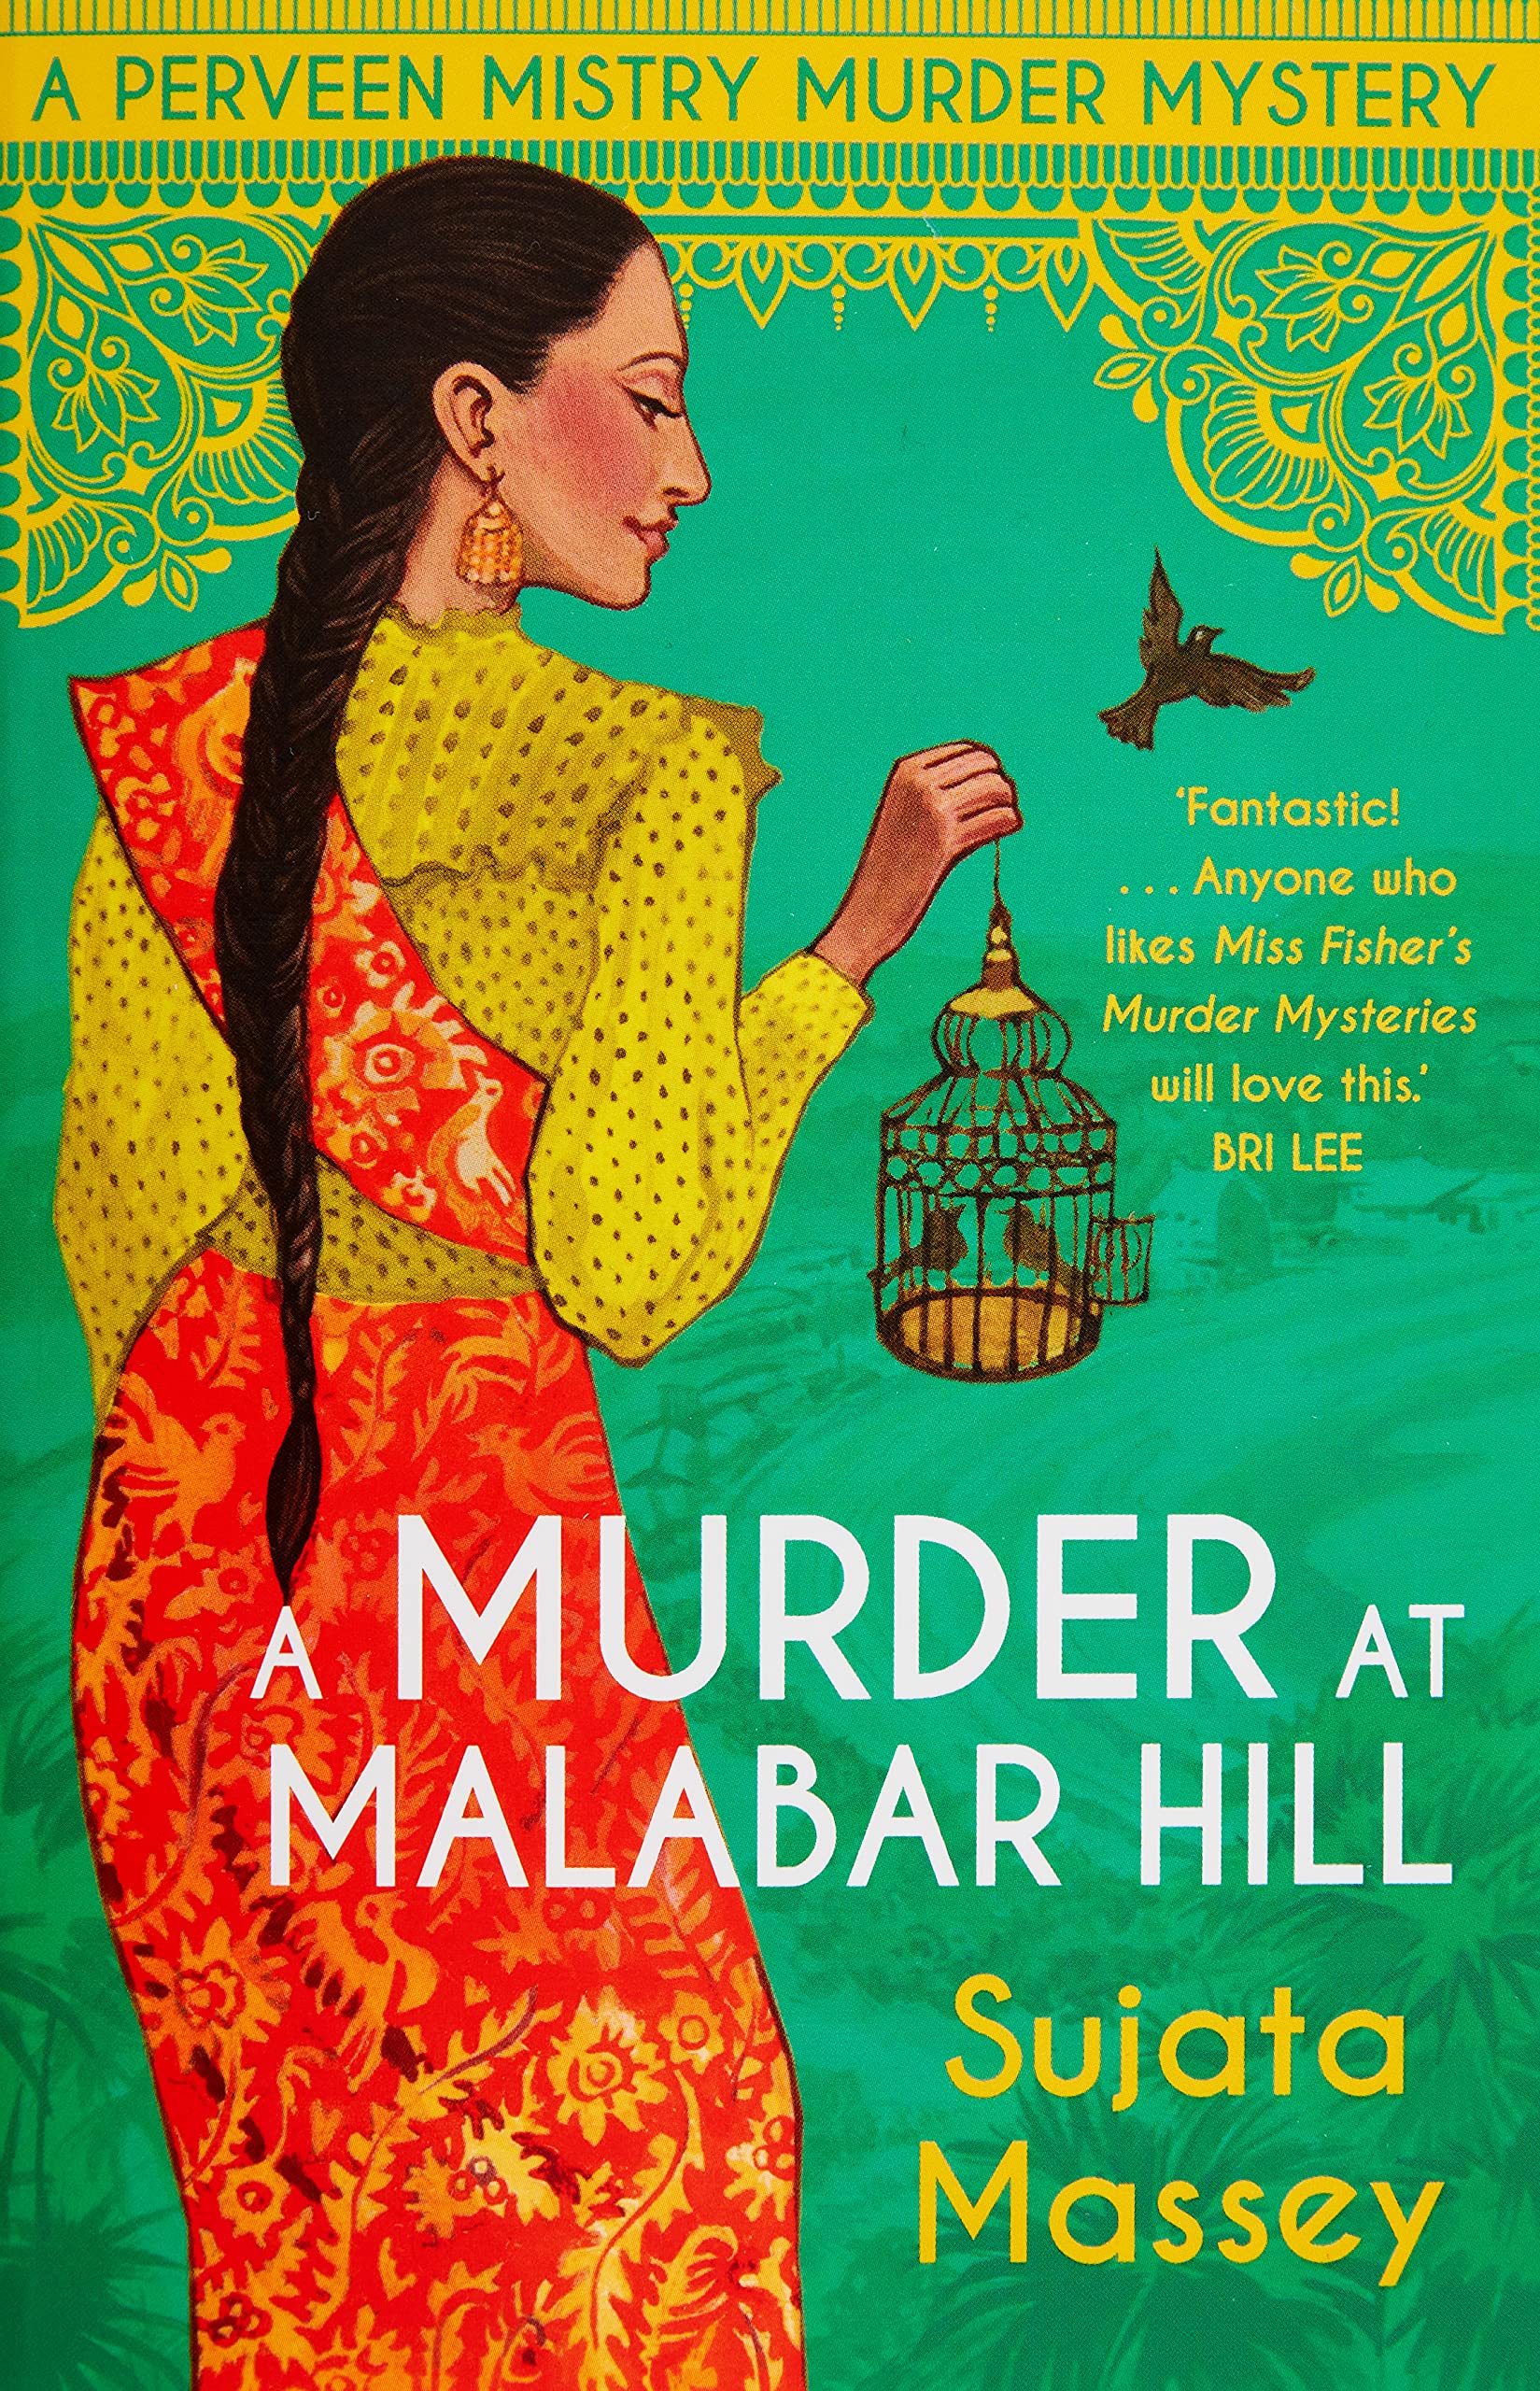 A PERVEEN MISTRY MURDER MYSTERY
‘Fantastic!
... Anyone who
likes Miss Fisher’s
Murder Mysteries
will love this.’
BRI LEE
A MURDER AT
MALABAR HILL
Sujata
Massey